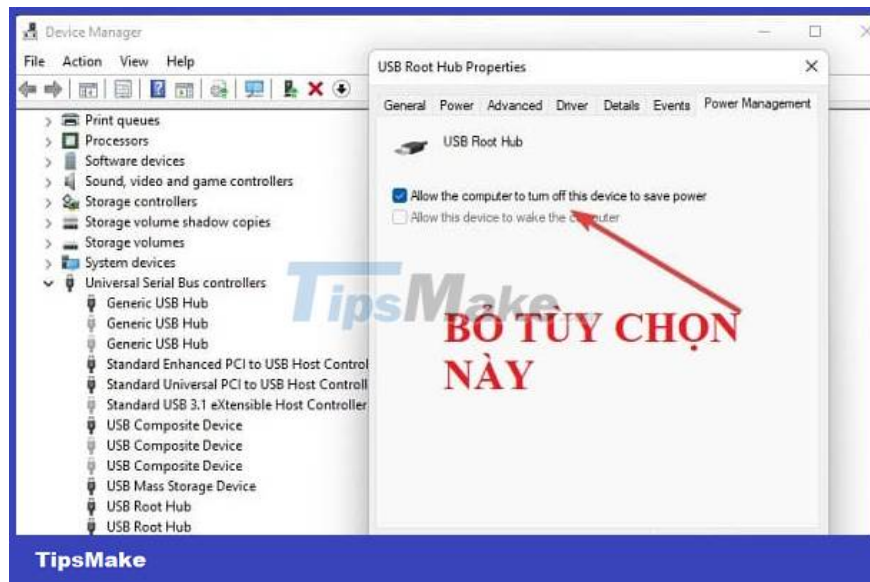 Device Manager
File Action View Help
Print queues
Processors
Software devices
Sound, video and game controllers
Storage controllers
Storage volume shadow copies
Storage volumes
System devices
Universal Serial Bus controllers
Generic USB Hub
Generic USB Hub
Generic USB Hub
Standard Enhanced PCI to USB Host Control
Standard Universal PCI to USB Host Controll
Standard USB 3.1 eXtensible Host Controller
USB Composite Device
USB Composite Device
USB Composite Device
USB Mass Storage Device
USB Root Hub
USB Root Hub
USB Root Hub Properties
General Power Advanced Driver Details Events Power Management
USB Root Hub
Allow the computer to turn off this device to save power
Allow this device to wake the computer
TipsMake
BỎ TÙY CHỌN
NÀY
TipsMake